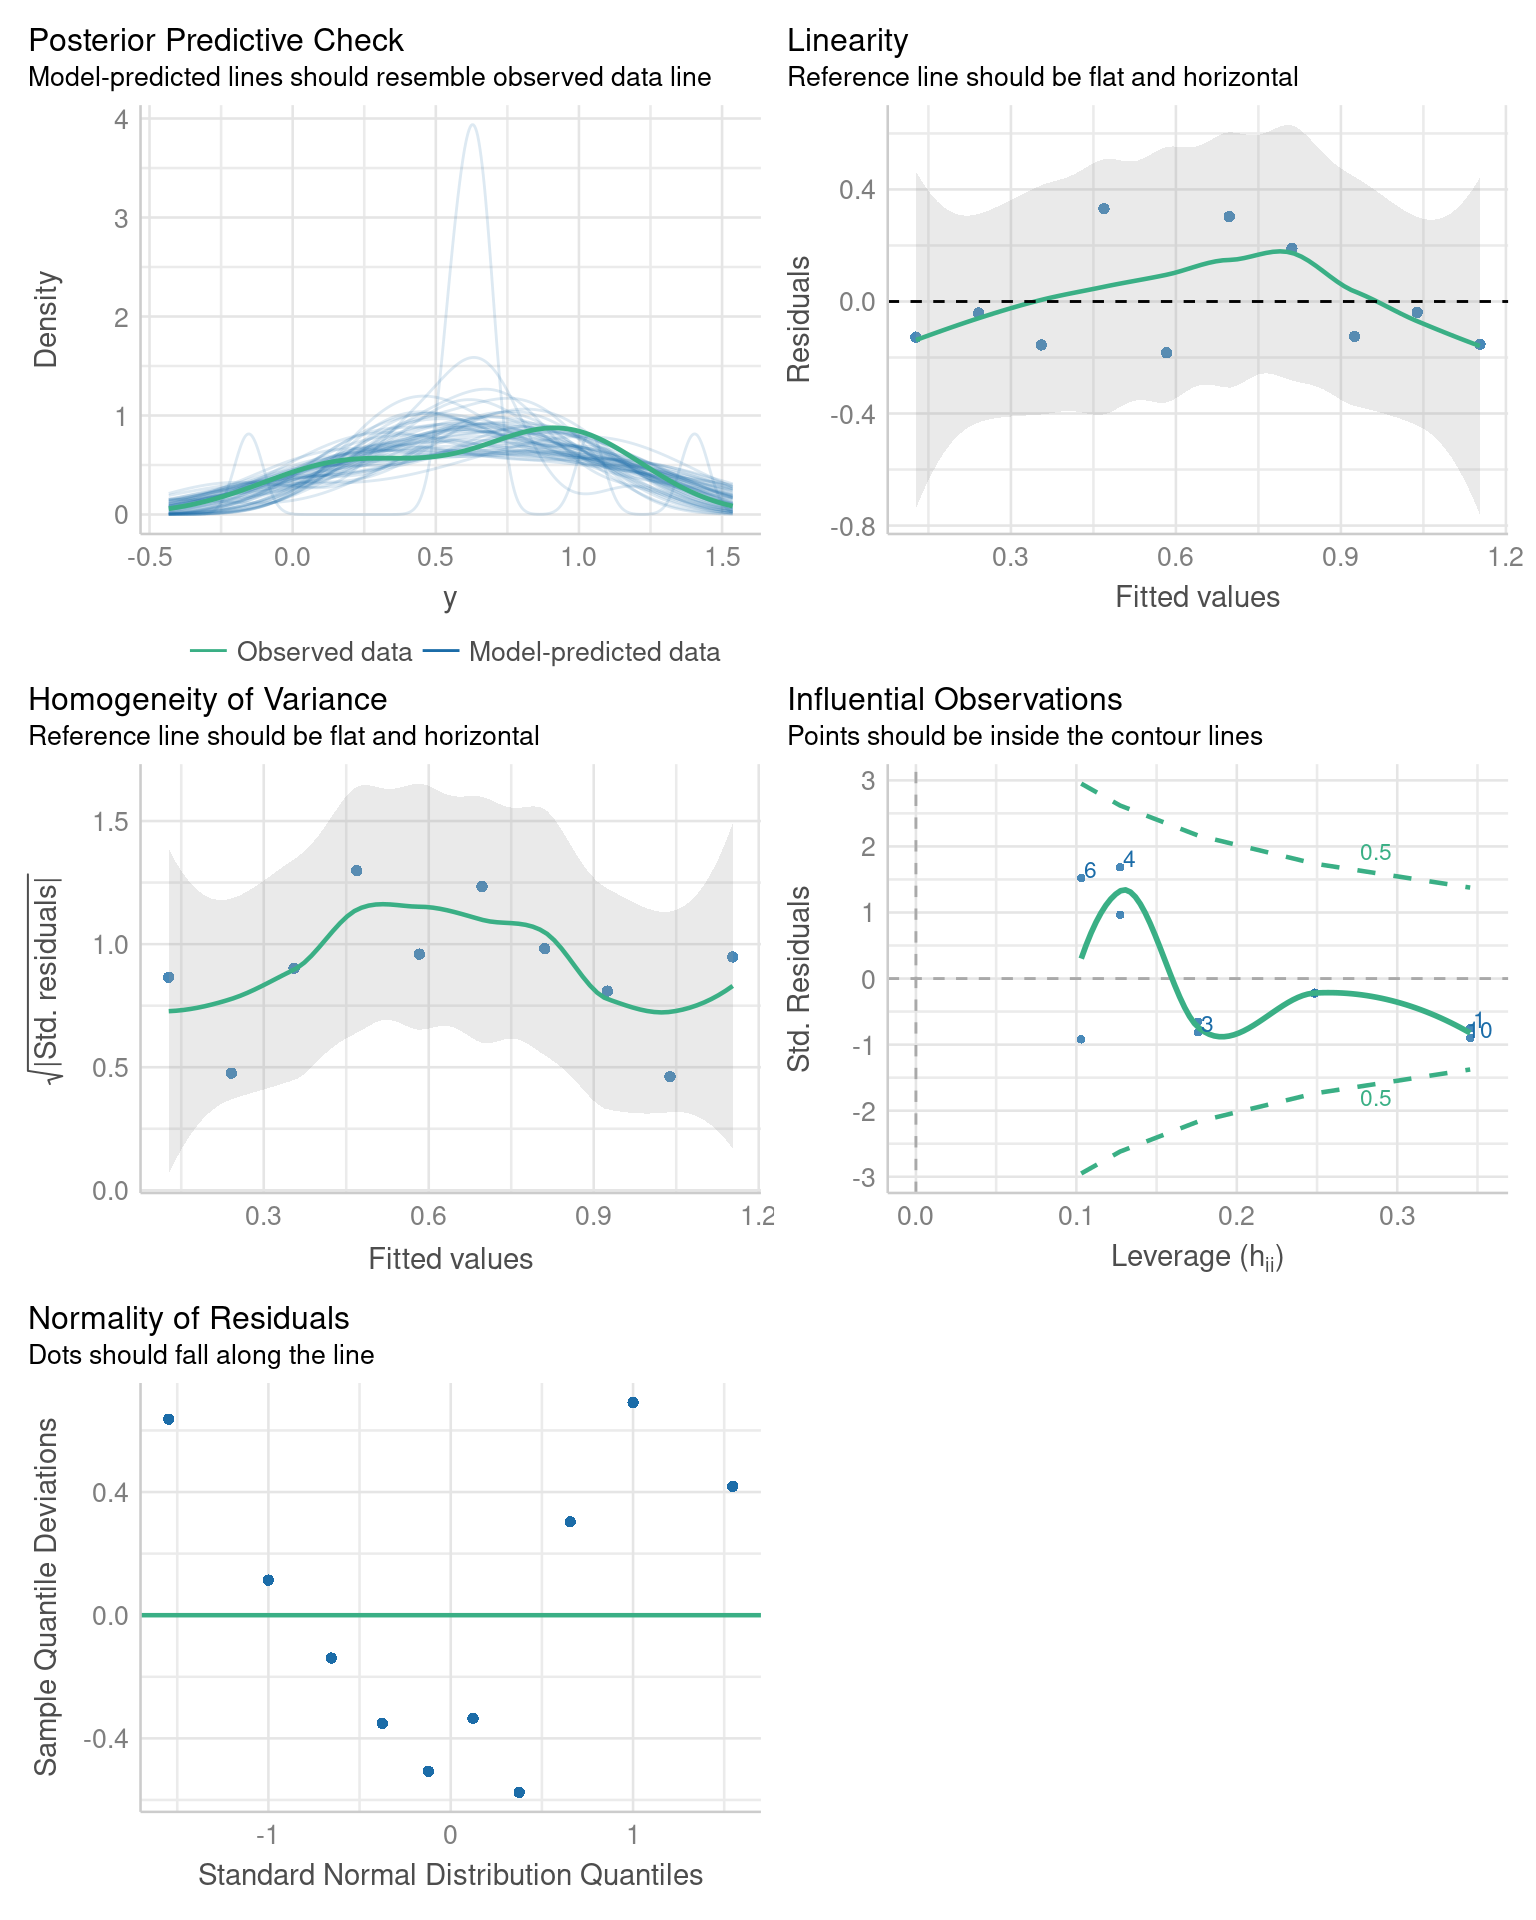 Posterior Predictive Check
Model-predicted lines should resemble observed data line
4
3
2
1
0
Density
-0.5 0.0 0.5 1.0 1.5
y
Observed data Model-predicted data
Linearity
Reference line should be flat and horizontal
0.4
0.0
-0.4
-0.8
Residuals
0.3 0.6 0.9 1.2
Fitted values
Homogeneity of Variance
Reference line should be flat and horizontal
1.5
1.0
0.5
0.0
√|Std. residuals|
0.3 0.6 0.9 1.2
Fitted values
Influential Observations
Points should be inside the contour lines
3
2
1
0
-1
-2
-3
Std. Residuals
6
4
3
1
0.5
0.5
0.0 0.1 0.2 0.3
Leverage (hii)
Normality of Residuals
Dots should fall along the line
0.4
0.0
-0.4
Sample Quantile Deviations
-1 0 1
Standard Normal Distribution Quantiles